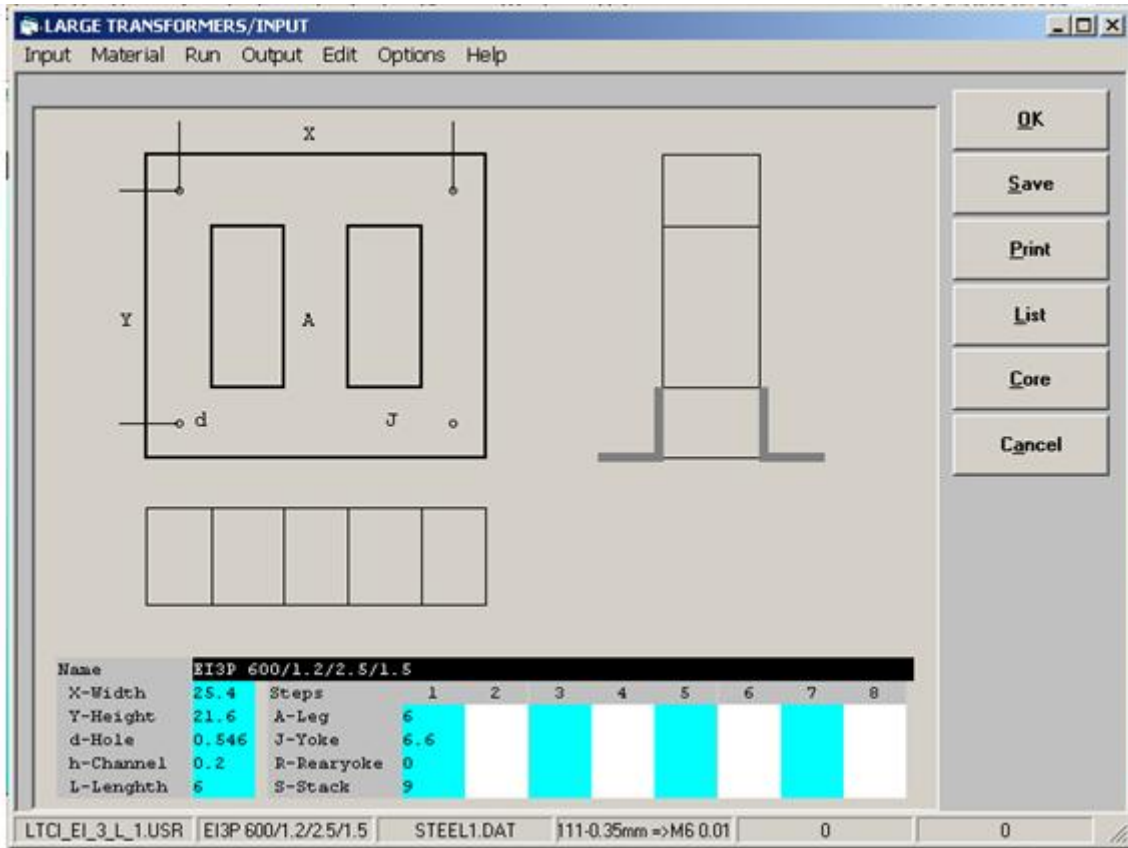 LARGE TRANSFORMERS/INPUT
Input Material Run Output Edit Options Help
X
Y
A
d
J
OK
Save
Print
List
Core
Cancel
Name EI3P 600/1.2/2.5/1.5
X-Width 25.4 Steps 1 2 3 4 5 6 7 8
Y-Height 21.6 A-Leg 6
d-Hole 0.546 J-Yoke 6.6
h-Channel 0.2 R-Rearyoke 0
L-Lenghth 6 S-Stack 9
LTCI_EI_3_L_1.USR EI3P 600/1.2/2.5/1.5 STEEL1.DAT 111-0.35mm =>M6 0.01 0 0